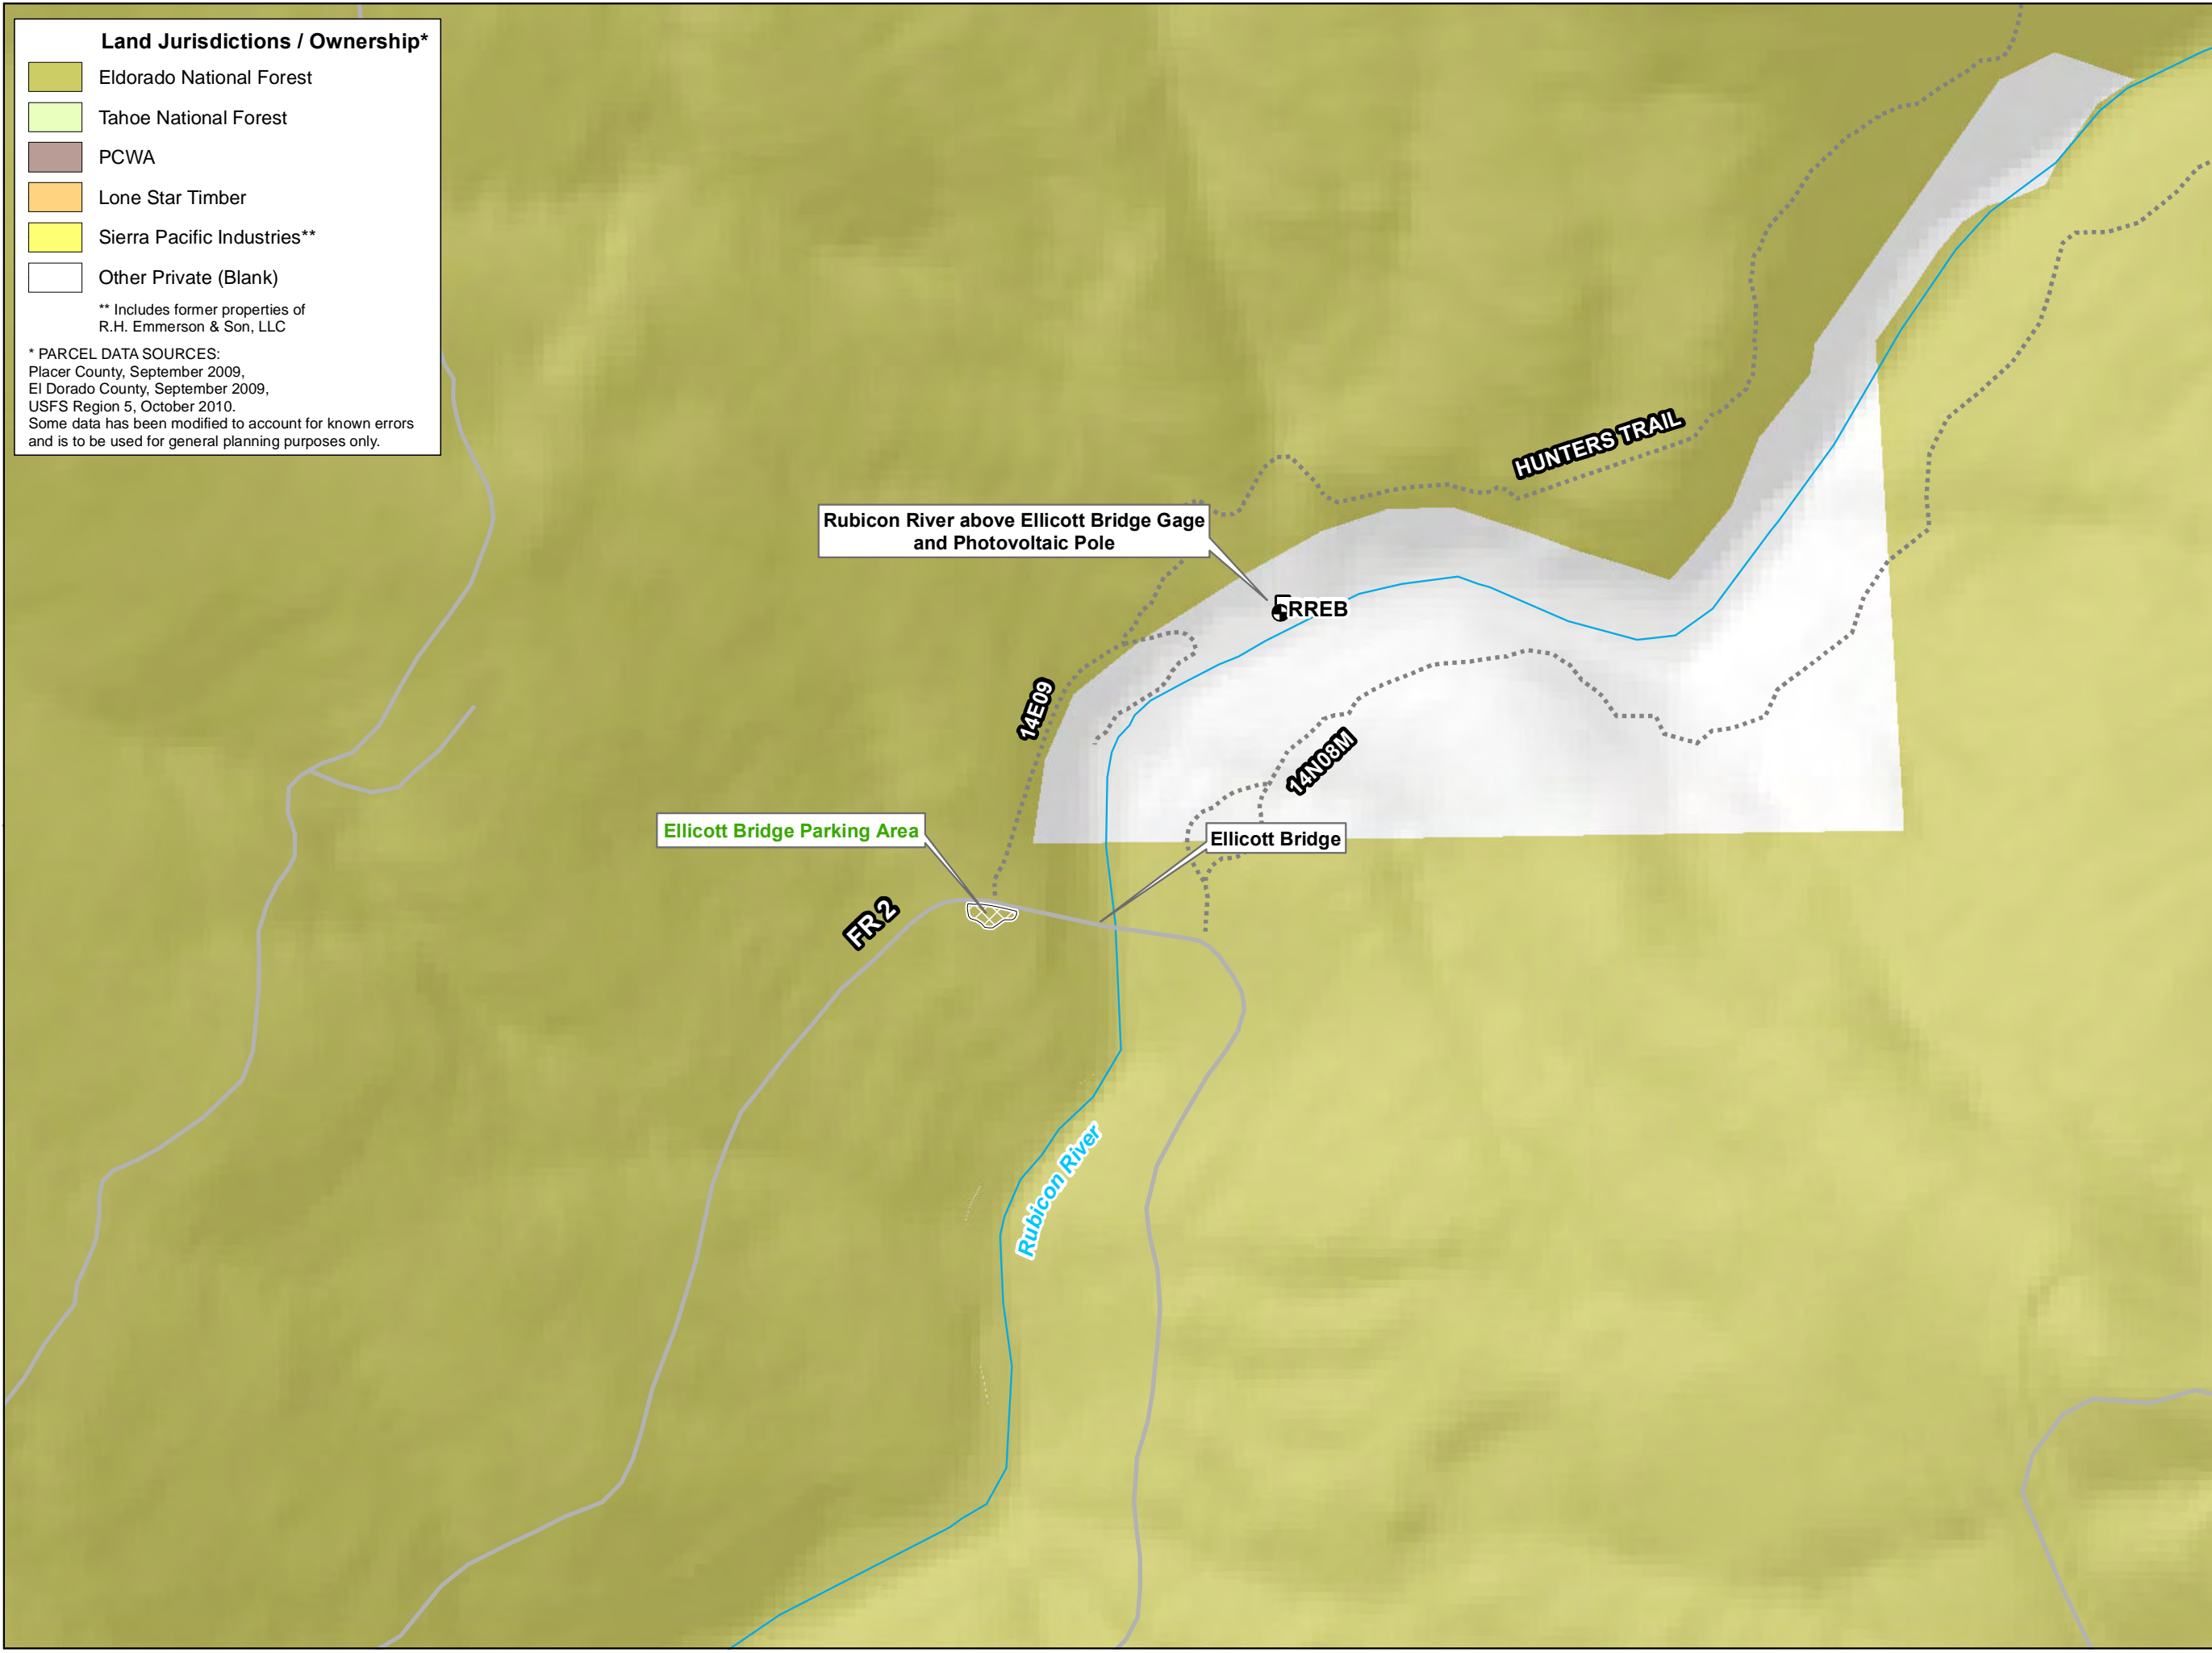 Land Jurisdictions / Ownership*
Eldorado National Forest
Tahoe National Forest
PCWA
Lone Star Timber
Sierra Pacific Industries**
Other Private (Blank)
** Includes former properties of
R.H. Emmerson & Son, LLC
* PARCEL DATA SOURCES:
Placer County, September 2009,
El Dorado County, September 2009,
USFS Region 5, October 2010.
Some data has been modified to account for known errors
and is to be used for general planning purposes only.
HUNTERS TRAIL
Rubicon River above Ellicott Bridge Gage
and Photovoltaic Pole
RREB
14E09
14N08M
Ellicott Bridge Parking Area
Ellicott Bridge
FR 2
Rubicon River